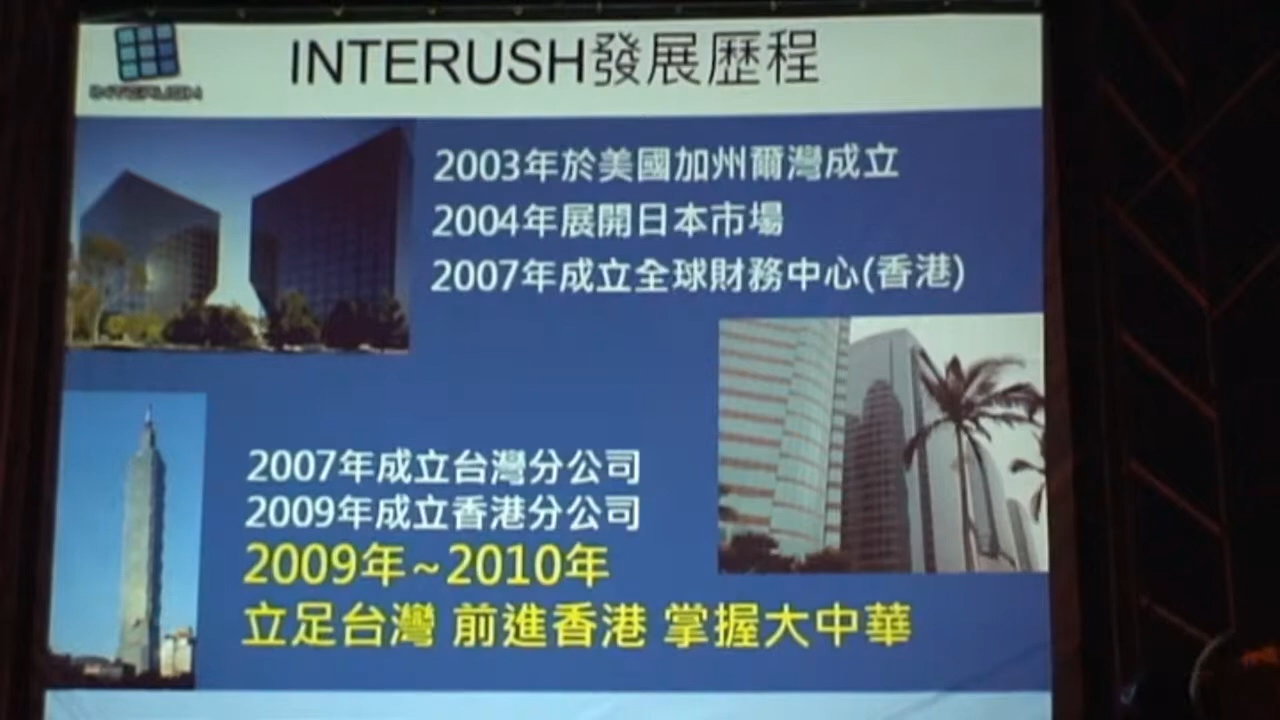 INTERUSH
INTERUSH發展歷程
2003年於美國加州爾灣成立
2004年展開日本市場
2007年成立全球財務中心(香港)
2007年成立台灣分公司
2009年成立香港分公司
2009年~2010年
立足台灣 前進香港 掌握大中華